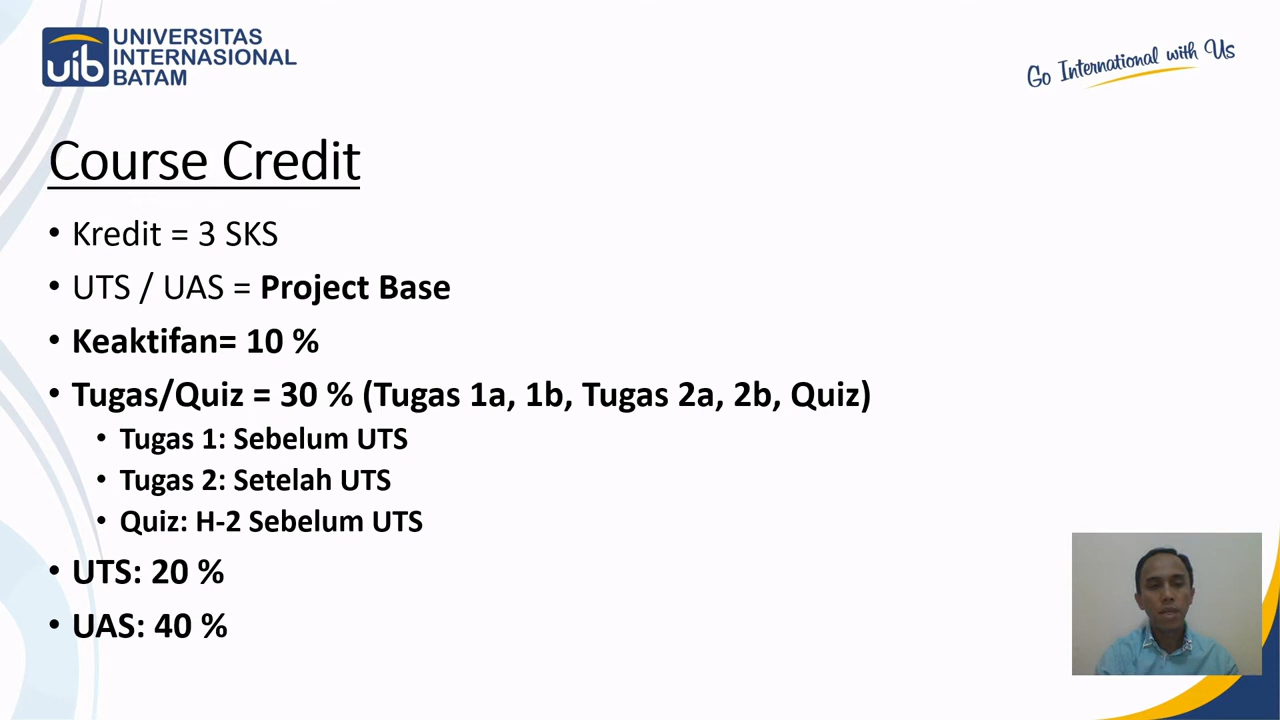 uib
UNIVERSITAS
INTERNASIONAL
BATAM
Go International with Us
Course Credit
• Kredit = 3 SKS
• UTS / UAS = Project Base
• Keaktifan= 10 %
• Tugas/Quiz = 30 % (Tugas 1a, 1b, Tugas 2a, 2b, Quiz)
• Tugas 1: Sebelum UTS
• Tugas 2: Setelah UTS
• Quiz: H-2 Sebelum UTS
• UTS: 20 %
• UAS: 40 %